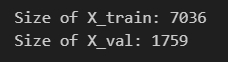 Size of X_train: 7036
Size of X_val: 1759